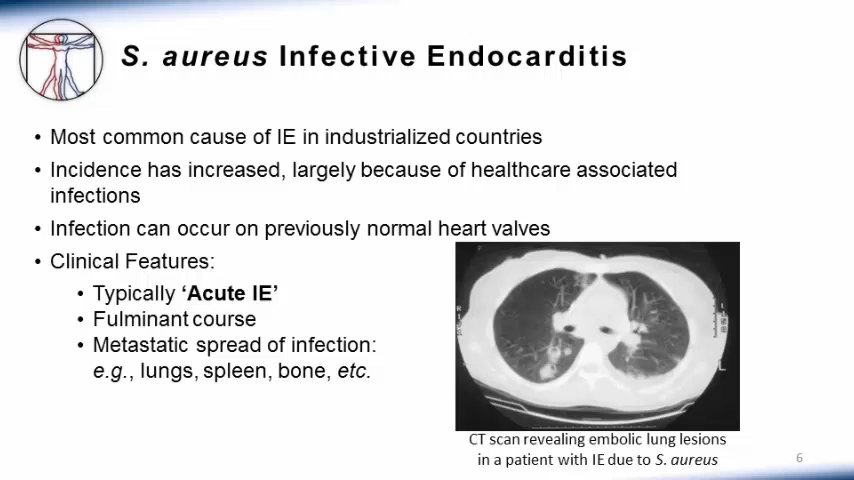 S. aureus Infective Endocarditis
• Most common cause of IE in industrialized countries
• Incidence has increased, largely because of healthcare associated
infections
• Infection can occur on previously normal heart valves
• Clinical Features:
• Typically ‘Acute IE’
• Fulminant course
• Metastatic spread of infection:
e.g., lungs, spleen, bone, etc.
L
CT scan revealing embolic lung lesions
in a patient with IE due to S. aureus
6